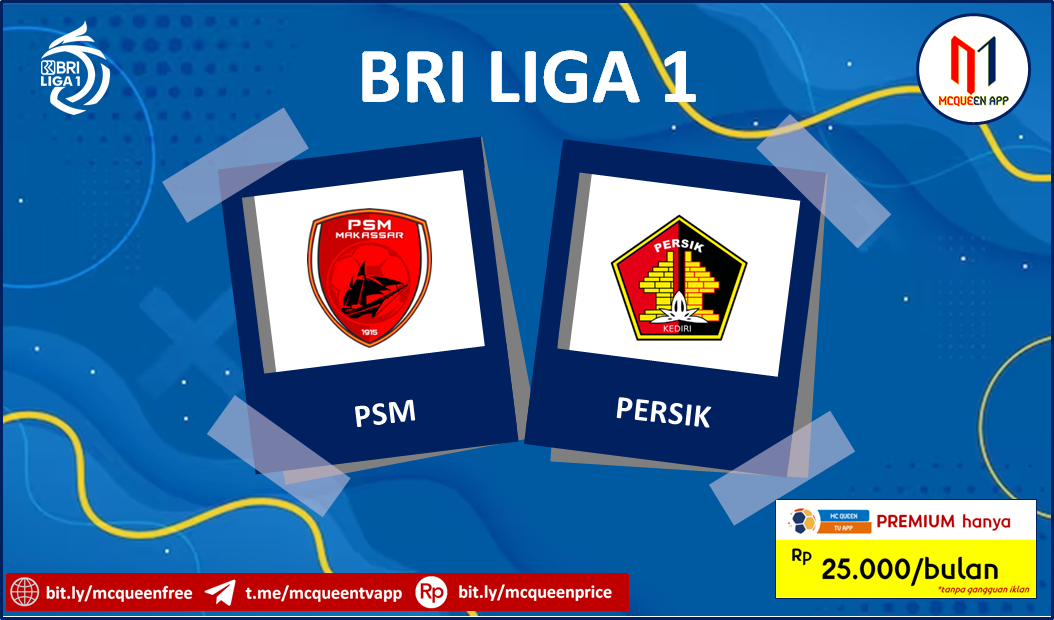 BRI
LIGA 1
BRI LIGA 1
MCQUEEN APP
PSM
MAKASSAR
1915
PERSIK
KEDIRI
PSM
PERSIK
MC QUEEN
TV APP
PREMIUM hanya
Rp 25.000/bulan
*tanpa gangguan iklan
bit.ly/mcqueenfree
t.me/mcqueentvapp
Rp
bit.ly/mcqueenprice